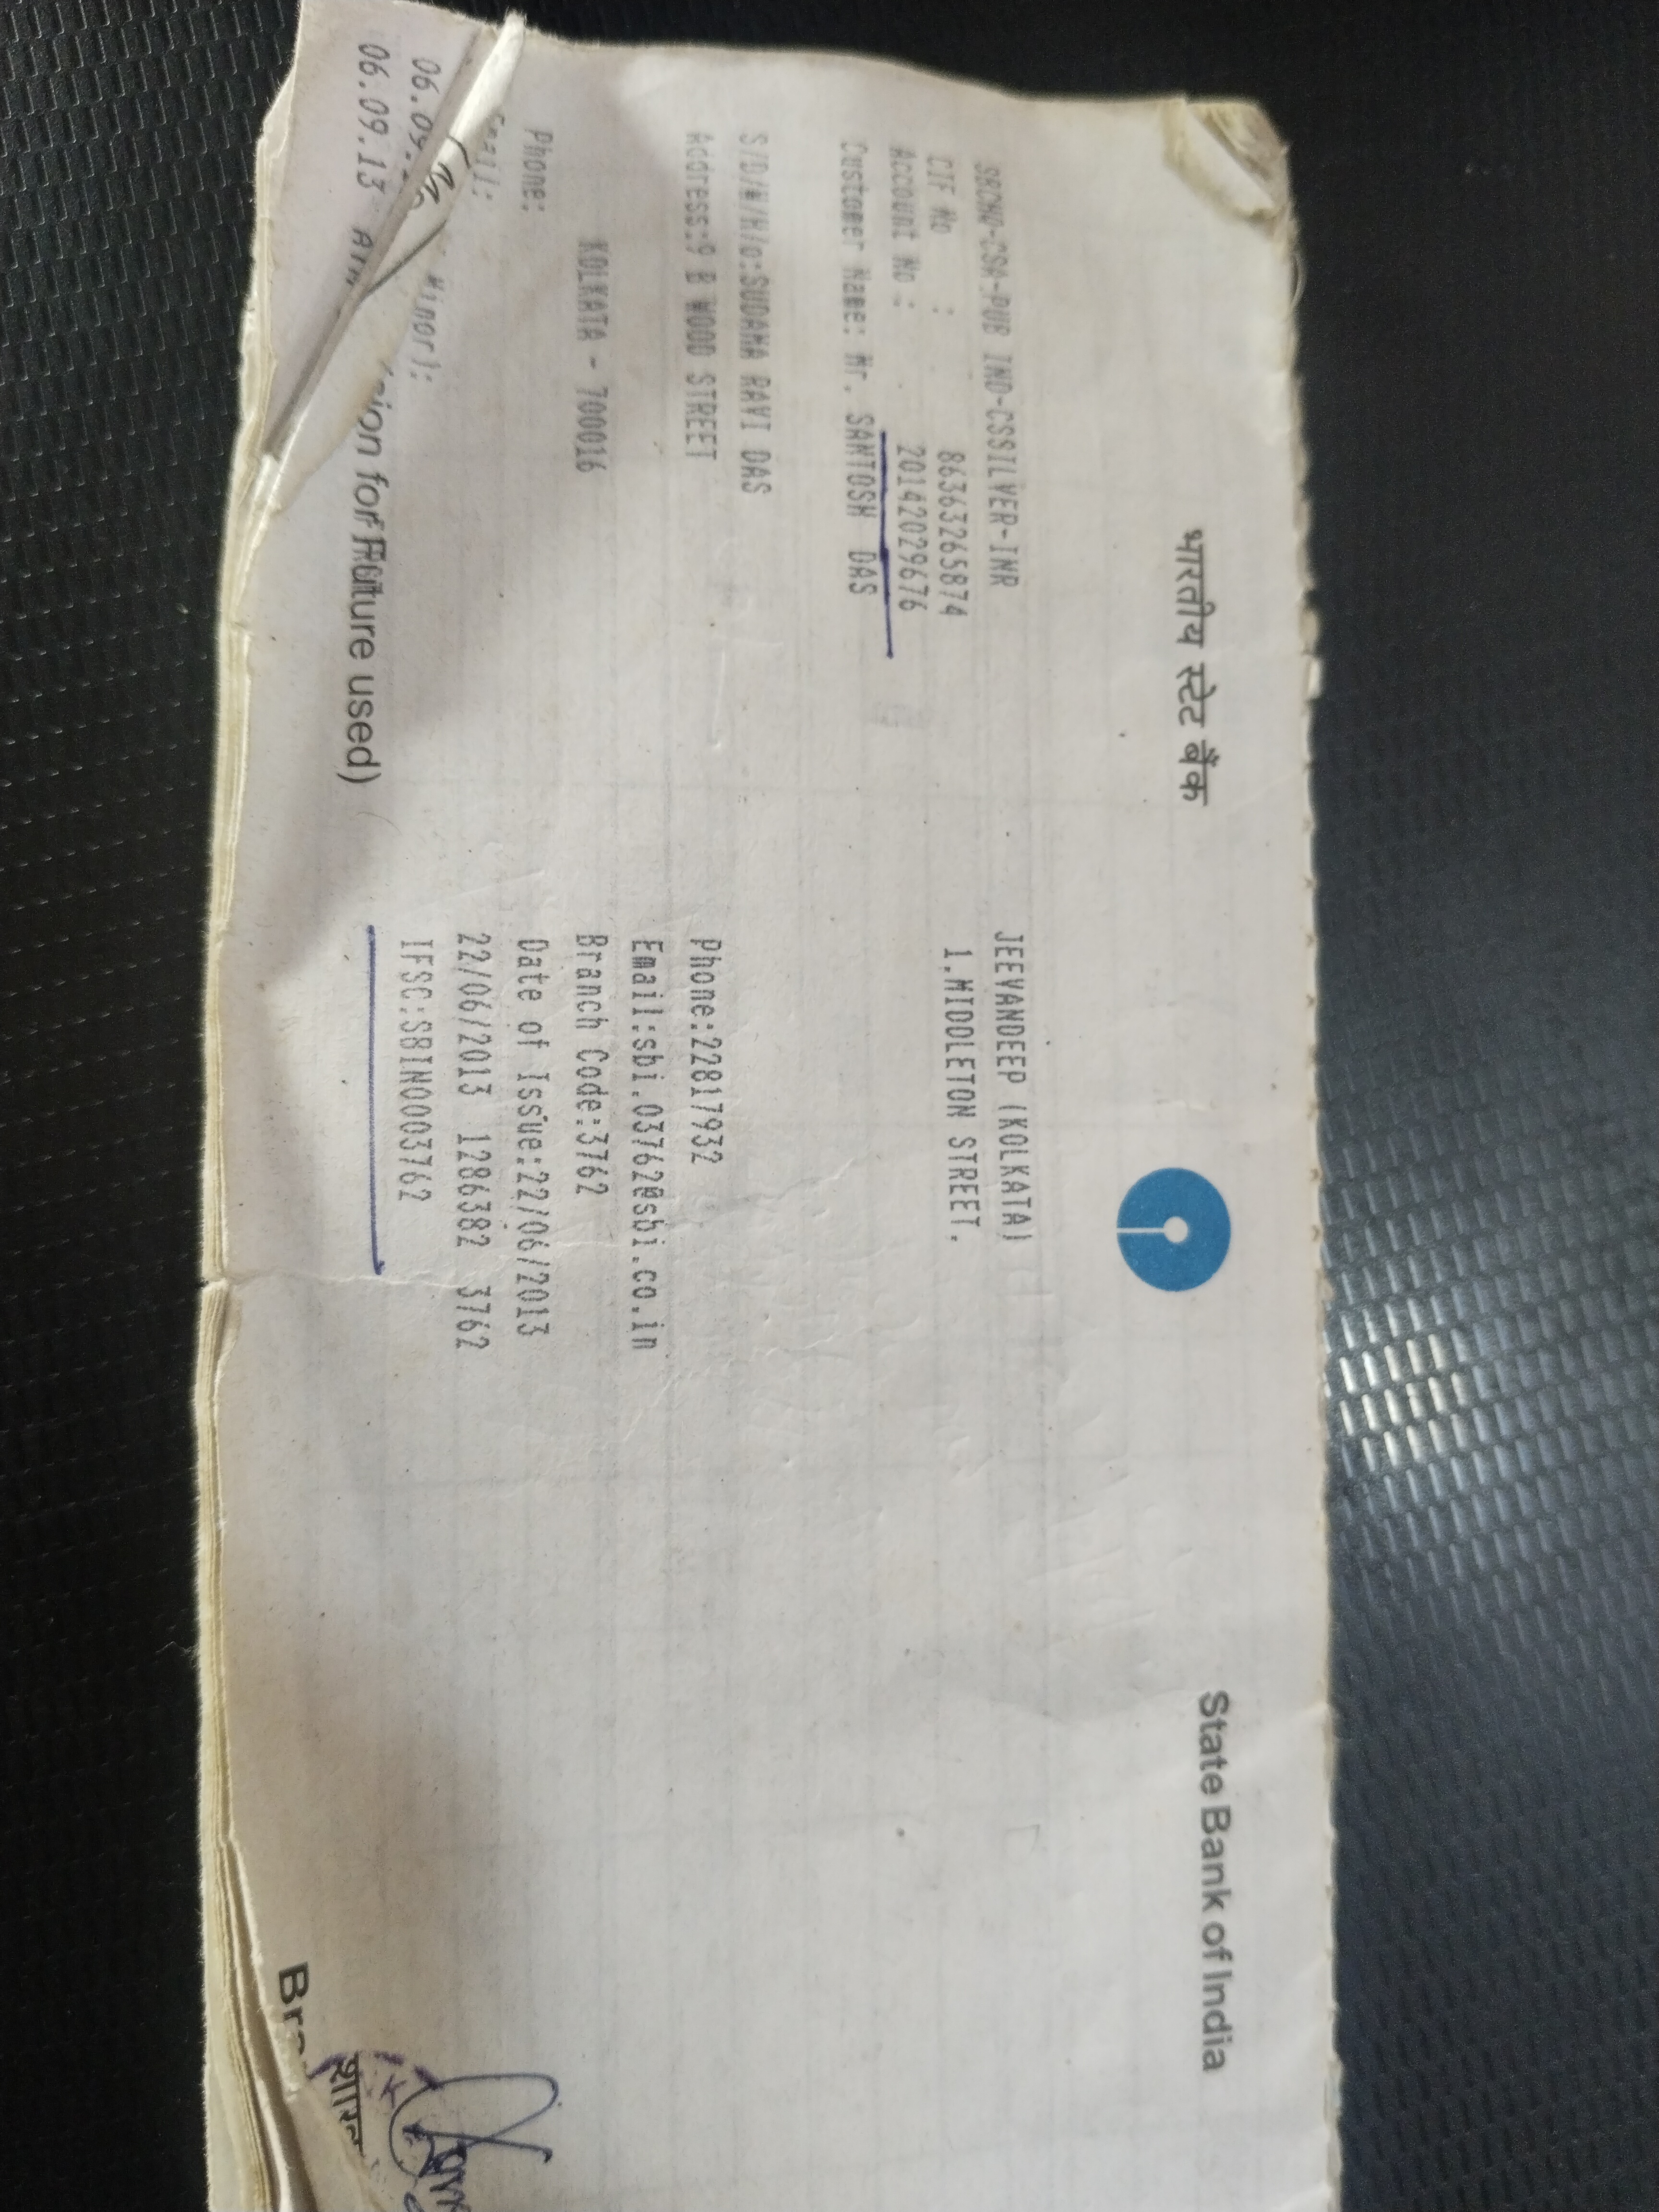 भारतीय स्टेट बैंक
State Bank of India
SBCHQ-CSA-PUB IND-CSSILVER-INR
CIF No : 86363265874
Account No : 20142029676
Customer Name: Mr. SANTOSH DAS
S/D/W/H/o:SUDAMA RAVI DAS
Address:9 B WOOD STREET
KOLKATA - 700016
Phone:
Minor):
for Future used)
06.09.
06.09.13
JEEVANDEEP (KOLKATA)
1,MIDDLETON STREET,
Phone:22817932
Email:sbi.03762@sbi.co.in
Branch Code:3762
Date of Issue:22/06/2013
22/06/2013 1286382 3762
IFSC:SBIN0003762